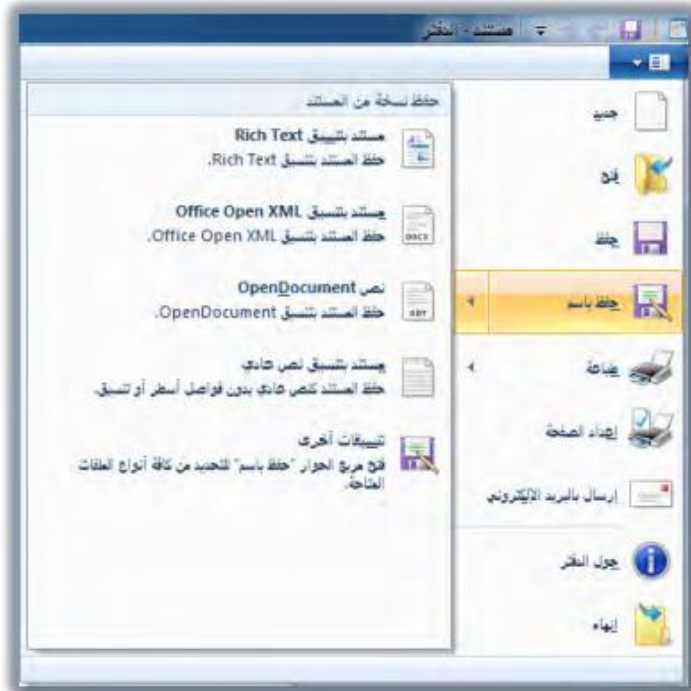 مستند - الدفتر
جديد
فتح
حفظ
حفظ باسم
طباعة
إعداد الصفحة
إرسال بالبريد الإلكتروني
حول الدفتر
إنهاء
حفظ نسخة من المستند
مستند بتنسيق Rich Text
حفظ المستند بتنسيق Rich Text.
مستند بتنسيق Office Open XML
حفظ المستند بتنسيق Office Open XML.
DOCX
نص OpenDocument
حفظ المستند بتنسيق OpenDocument.
ODT
مستند بتنسيق نص عادي
حفظ المستند كنص عادي بدون فواصل أسطر أو تنسيق.
تنسيقات أخرى
فتح مربع الحوار "حفظ باسم" للتحديد من كافة أنواع الملفات
المتاحة.